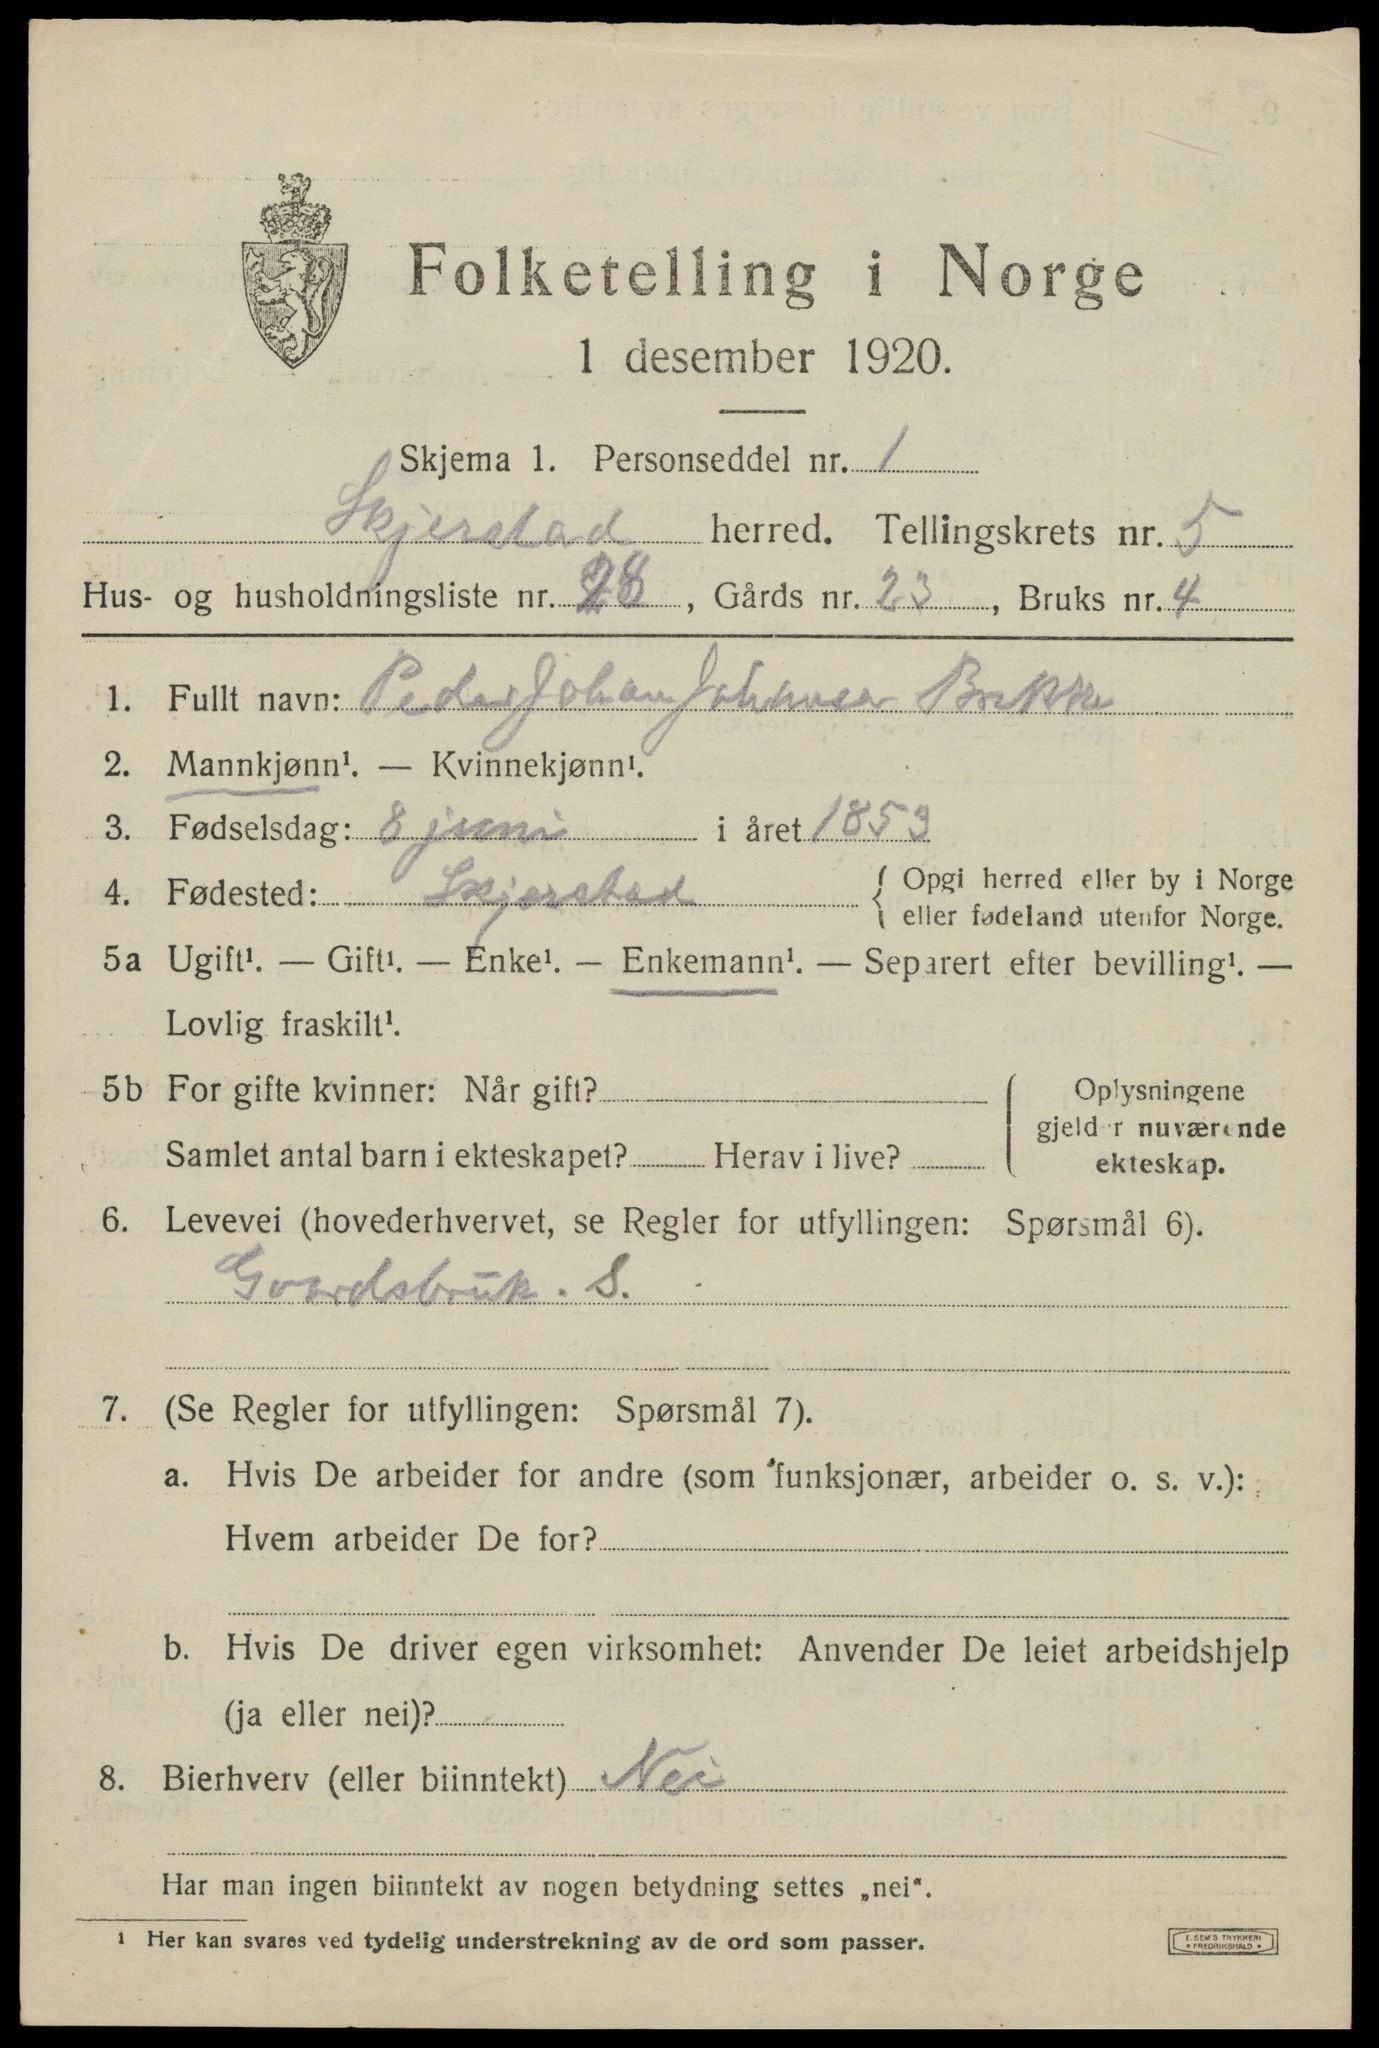 Folketelling i Norge
1 desember 1920.
Skjema 1. Personseddel nr. 1
Skjerstad herred. Tellingskrets nr. 5
Hus- og husholdningsliste nr. 28, Gårds nr. 23, Bruks nr. 4
1. Fullt navn: Peder Johan Johnsen Brekke
2. Mannkjønn¹. — Kvinnekjønn¹.
3. Fødselsdag: 8 juni i året 1853
4. Fødested: Skjerstad { Opgi herred eller by i Norge
eller fødeland utenfor Norge.
5a Ugift¹. — Gift¹. — Enke¹. — Enkemann¹. — Separert efter bevilling¹. —
Lovlig fraskilt¹.
5b For gifte kvinner: Når gift?
Samlet antal barn i ekteskapet? Herav i live?
Oplysningene
gjelder nuværende
ekteskap.
6. Levevei (hovederhvervet, se Regler for utfyllingen: Spørsmål 6).
Gaardsbruk. S.
7. (Se Regler for utfyllingen: Spørsmål 7).
a. Hvis De arbeider for andre (som funksjonær, arbeider o. s. v.):
Hvem arbeider De for?
b. Hvis De driver egen virksomhet: Anvender De leiet arbeidshjelp
(ja eller nei)?
8. Bierhverv (eller biinntekt) Nei
Har man ingen biinntekt av nogen betydning settes „nei“.
¹ Her kan svares ved tydelig understrekning av de ord som passer.
E. SEM'S TRYKKERI
• FREDRIKSHALD •